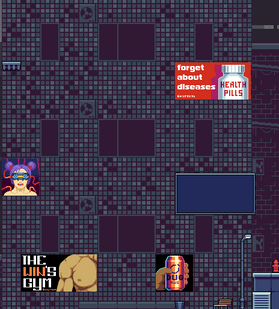 forget
about
diseases
HEALTH
PILLS
THE
WIN'S
GYM